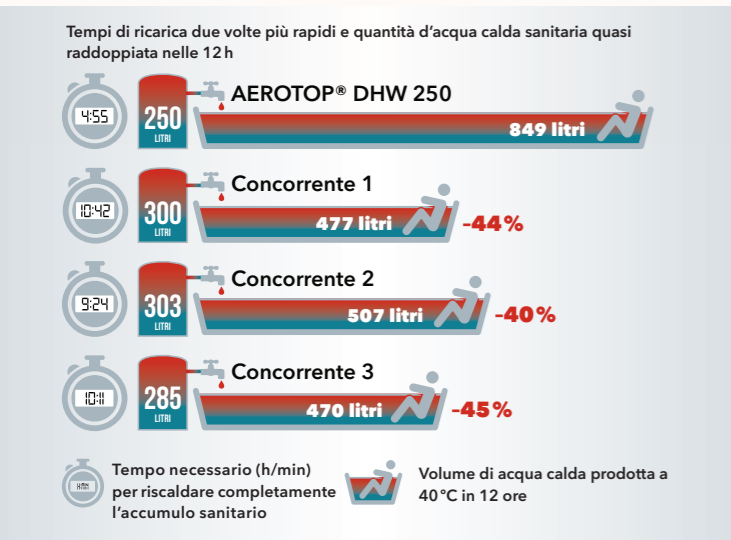 Tempi di ricarica due volte più rapidi e quantità d’acqua calda sanitaria quasi
raddoppiata nelle 12 h
AEROTOP® DHW 250
4:55
250
LITRI
849 litri
Concorrente 1
10:42
300
LITRI
477 litri
-44%
Concorrente 2
9:24
303
LITRI
507 litri
-40%
Concorrente 3
10:11
285
LITRI
470 litri
-45%
Tempo necessario (h/min)
per riscaldare completamente
l’accumulo sanitario
Volume di acqua calda prodotta a
40 °C in 12 ore